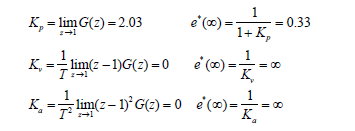 K_p = lim_{z→1} G(z) = 2.03    e*(∞) = 1/(1 + K_p) = 0.33
K_v = 1/T lim_{z→1} (z − 1)G(z) = 0    e*(∞) = 1/K_v = ∞
K_a = 1/T² lim_{z→1} (z − 1)² G(z) = 0    e*(∞) = 1/K_a = ∞